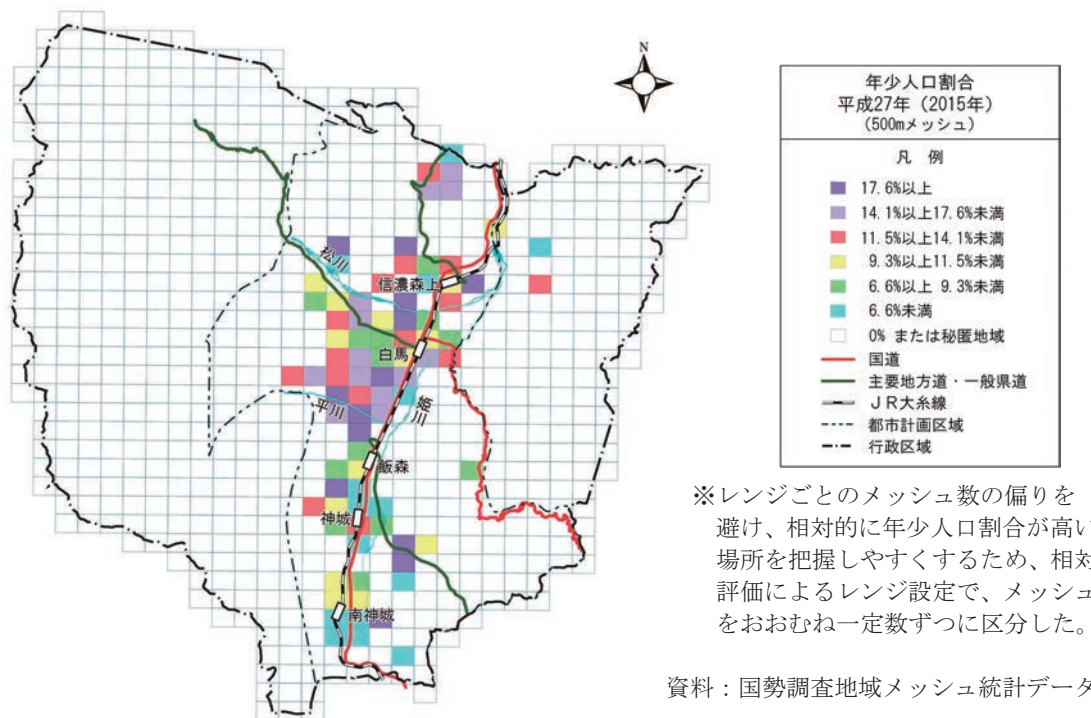 N
松川
信濃森上
白馬
平川
姫川
飯森
神城
南神城
年少人口割合
平成27年（2015年）
(500mメッシュ)
凡 例
17.6%以上
14.1%以上17.6%未満
11.5%以上14.1%未満
9.3%以上11.5%未満
6.6%以上 9.3%未満
6.6%未満
0% または秘匿地域
国道
主要地方道・一般県道
ＪＲ大糸線
都市計画区域
行政区域
※レンジごとのメッシュ数の偏りを
避け、相対的に年少人口割合が高い
場所を把握しやすくするため、相対
評価によるレンジ設定で、メッシュ
をおおむね一定数ずつに区分した。
資料：国勢調査地域メッシュ統計データ